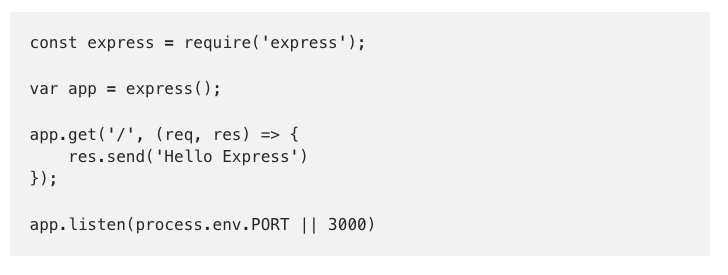 const express = require('express');
var app = express();
app.get('/', (req, res) => {
    res.send('Hello Express')
});
app.listen(process.env.PORT || 3000)